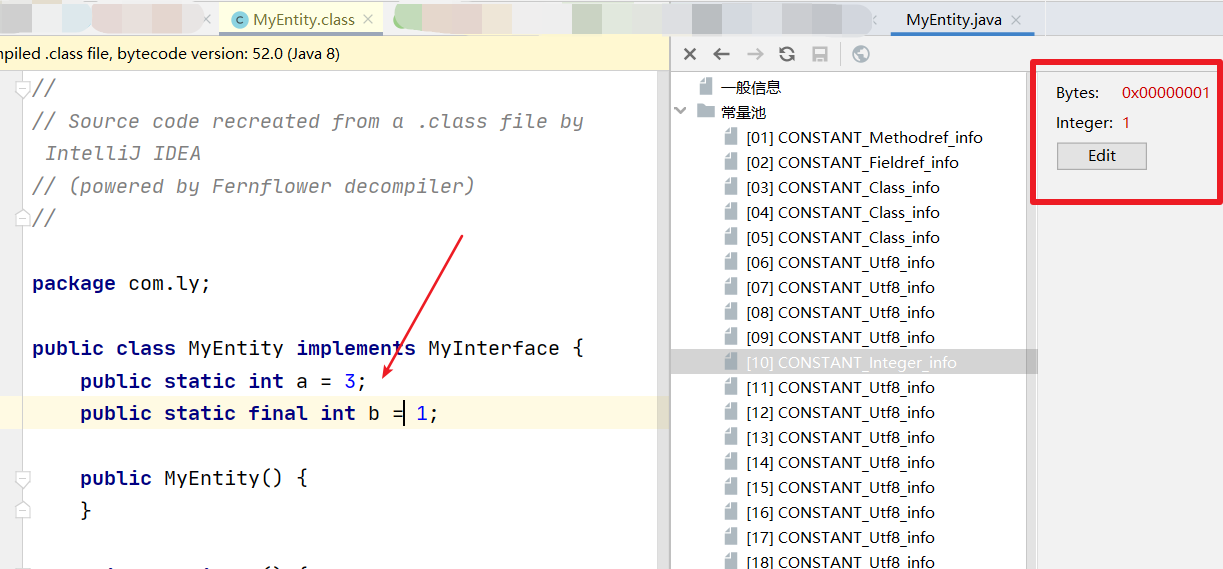 MyEntity.class
MyEntity.java
mpiled .class file, bytecode version: 52.0 (Java 8)
//
// Source code recreated from a .class file by
IntelliJ IDEA
// (powered by Fernflower decompiler)
//
package com.ly;
public class MyEntity implements MyInterface {
public static int a = 3;
public static final int b = 1;
public MyEntity() {
}
一般信息
常量池
[01] CONSTANT_Methodref_info
[02] CONSTANT_Fieldref_info
[03] CONSTANT_Class_info
[04] CONSTANT_Class_info
[05] CONSTANT_Class_info
[06] CONSTANT_Utf8_info
[07] CONSTANT_Utf8_info
[08] CONSTANT_Utf8_info
[09] CONSTANT_Utf8_info
[10] CONSTANT_Integer_info
[11] CONSTANT_Utf8_info
[12] CONSTANT_Utf8_info
[13] CONSTANT_Utf8_info
[14] CONSTANT_Utf8_info
[15] CONSTANT_Utf8_info
[16] CONSTANT_Utf8_info
[17] CONSTANT_Utf8_info
[18] CONSTANT_Utf8_info
Bytes: 0x00000001
Integer: 1
Edit